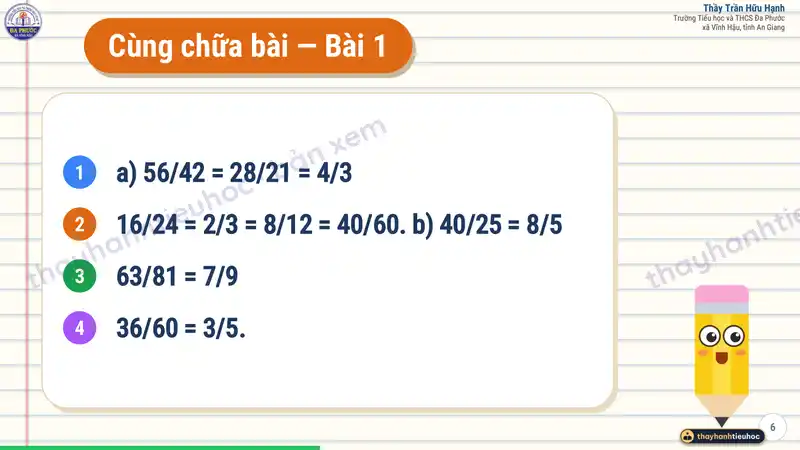 Thầy Trần Hữu Hạnh
Trường Tiểu học và THCS Đa Phước
xã Vĩnh Hậu, tỉnh An Giang
ĐA PHƯỚC
Cùng chữa bài – Bài 1
1 a) 56/42 = 28/21 = 4/3
2 16/24 = 2/3 = 8/12 = 40/60. b) 40/25 = 8/5
3 63/81 = 7/9
4 36/60 = 3/5.
thayhanhtieuhoc
6